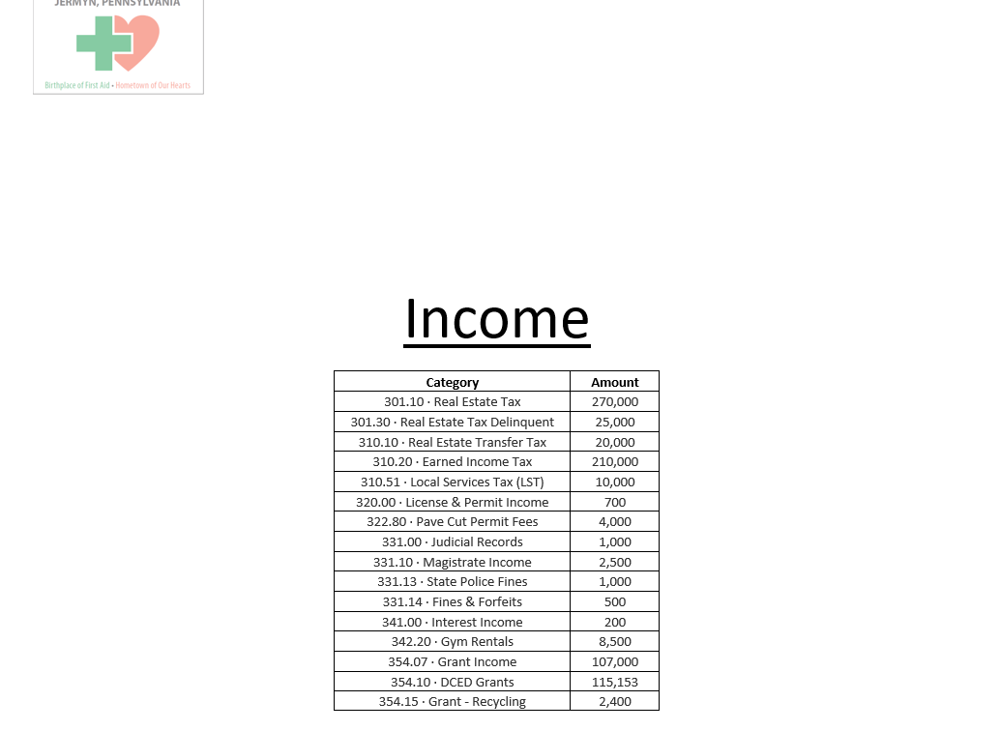 JERMYN, PENNSYLVANIA
Birthplace of First Aid • Hometown of Our Hearts
Income
Category Amount
301.10 · Real Estate Tax 270,000
301.30 · Real Estate Tax Delinquent 25,000
310.10 · Real Estate Transfer Tax 20,000
310.20 · Earned Income Tax 210,000
310.51 · Local Services Tax (LST) 10,000
320.00 · License & Permit Income 700
322.80 · Pave Cut Permit Fees 4,000
331.00 · Judicial Records 1,000
331.10 · Magistrate Income 2,500
331.13 · State Police Fines 1,000
331.14 · Fines & Forfeits 500
341.00 · Interest Income 200
342.20 · Gym Rentals 8,500
354.07 · Grant Income 107,000
354.10 · DCED Grants 115,153
354.15 · Grant - Recycling 2,400